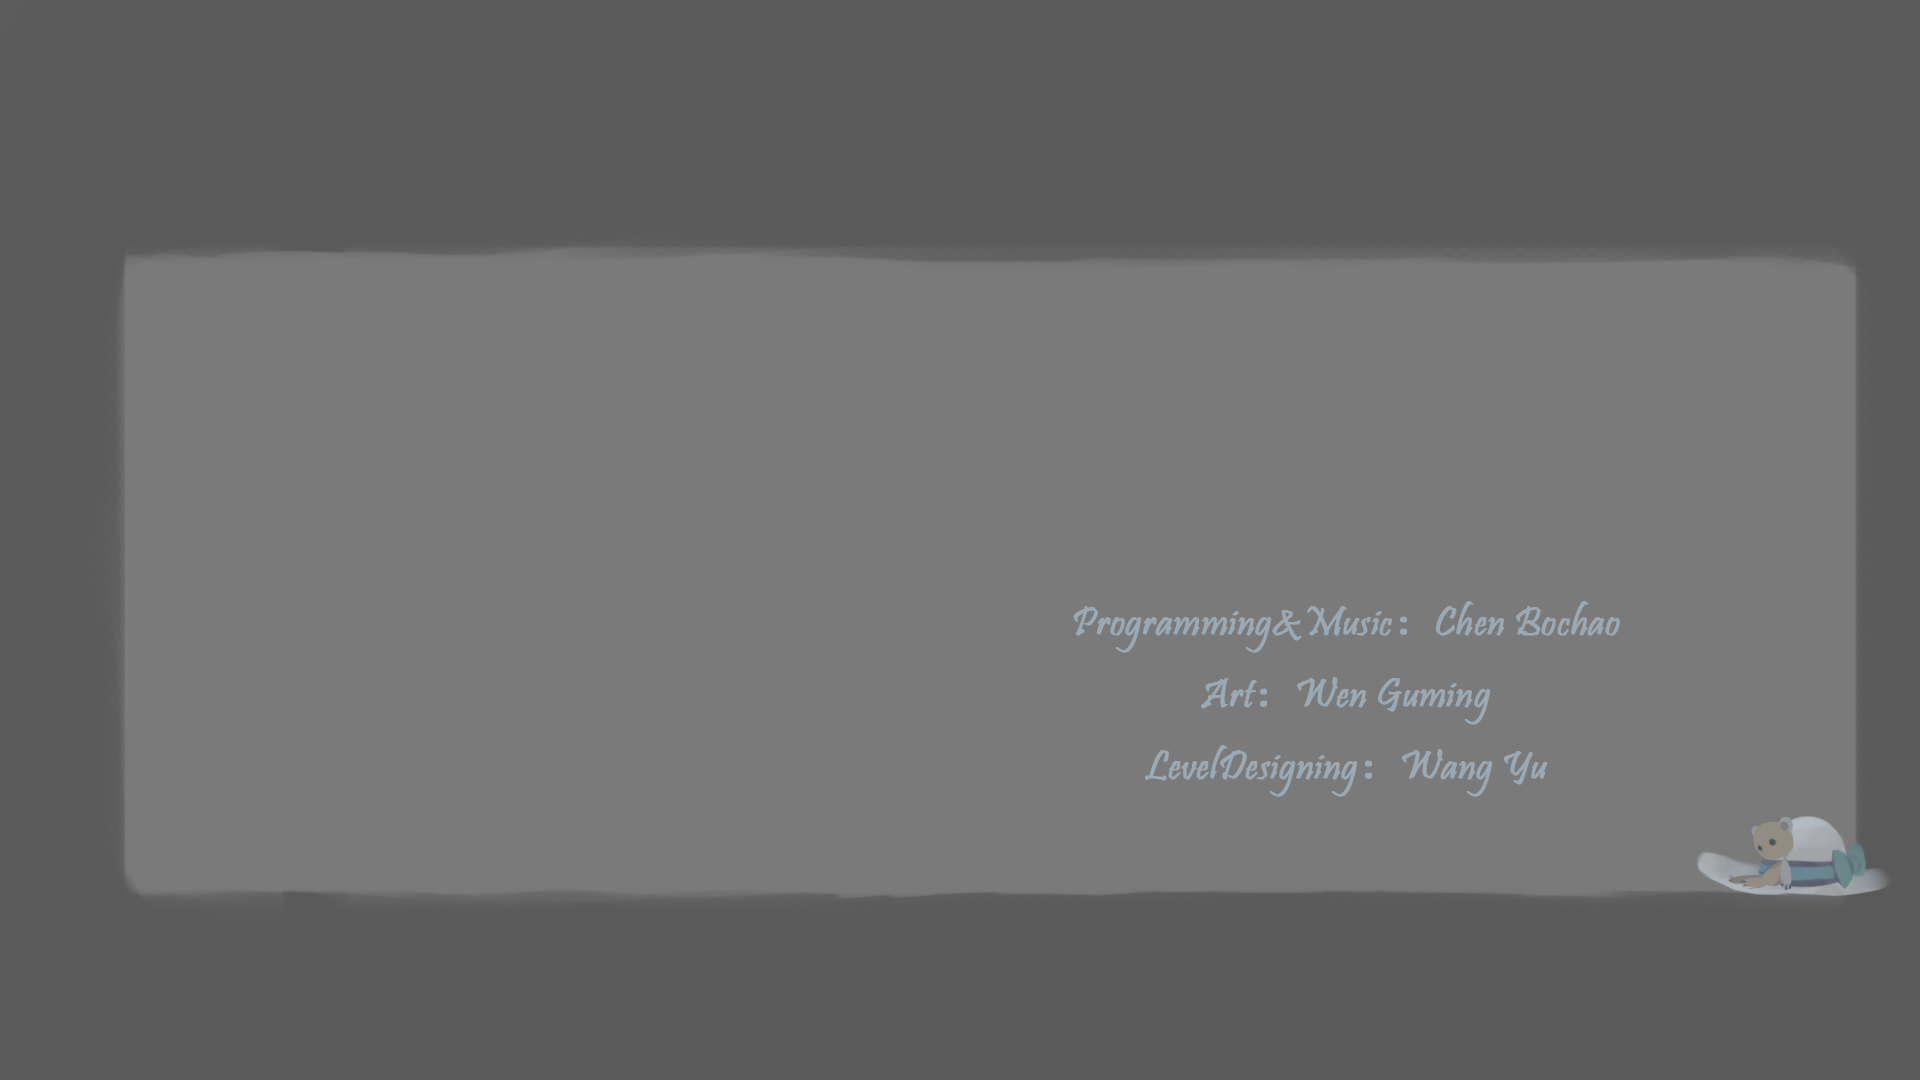 Programming&Music： Chen Bochao
Art： Wen Guming
LevelDesigning： Wang Yu